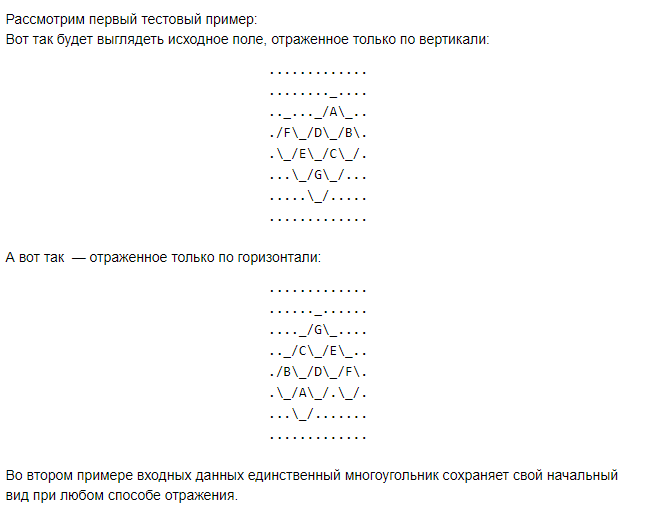 Рассмотрим первый тестовый пример:
Вот так будет выглядеть исходное поле, отраженное только по вертикали:
.............
........_....
.._..._/A\_..
./F\_/D\_/B\.
.\_/E\_/C\_/.
...\_/G\_/...
.....\_/.....
.............
А вот так — отраженное только по горизонтали:
.............
......_......
...._/G\_....
.._/C\_/E\_..
./B\_/D\_/F\.
.\_/A\_/.\_/.
...\_/.......
.............
Во втором примере входных данных единственный многоугольник сохраняет свой начальный
вид при любом способе отражения.